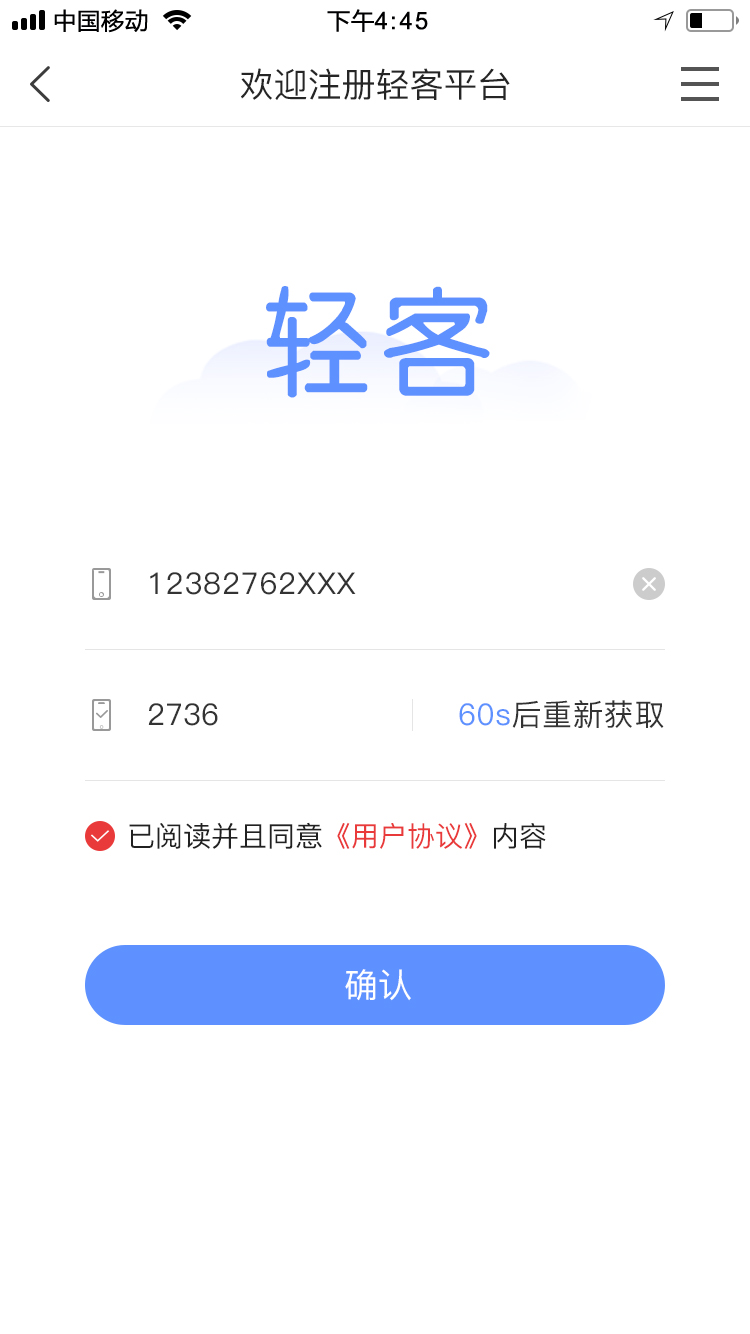 中国移动 下午4:45
欢迎注册轻客平台
轻客
12382762XXX
2736 60s后重新获取
已阅读并且同意《用户协议》内容
确认